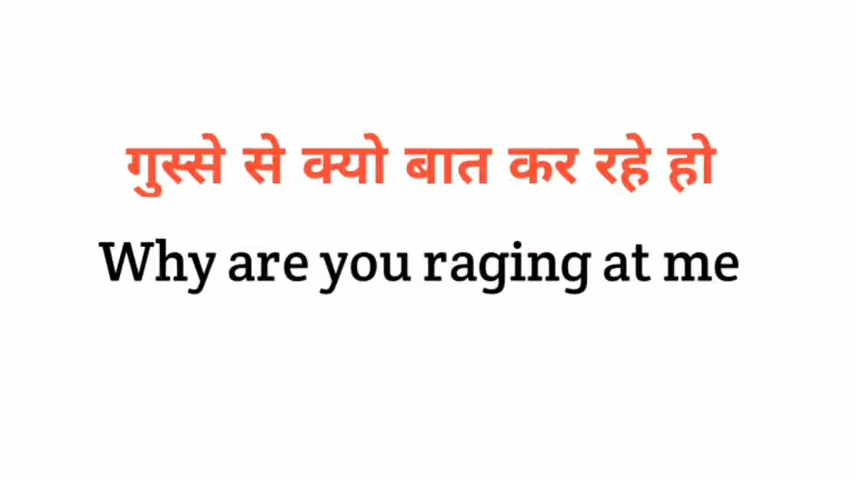 गुस्से से क्यो बात कर रहे हो
Why are you raging at me